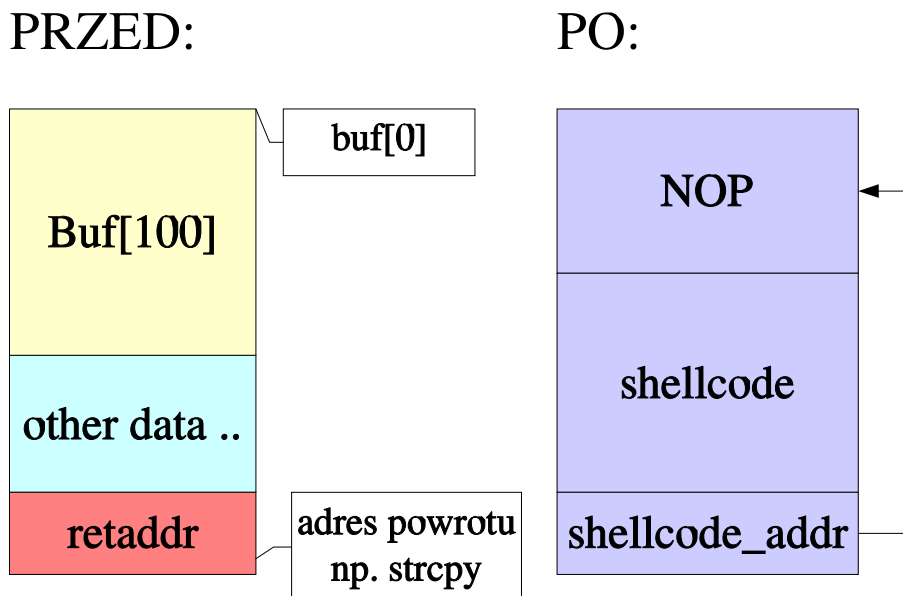 PRZED:
PO:
buf[0]
Buf[100]
other data ..
retaddr
adres powrotu
np. strcpy
NOP
shellcode
shellcode_addr